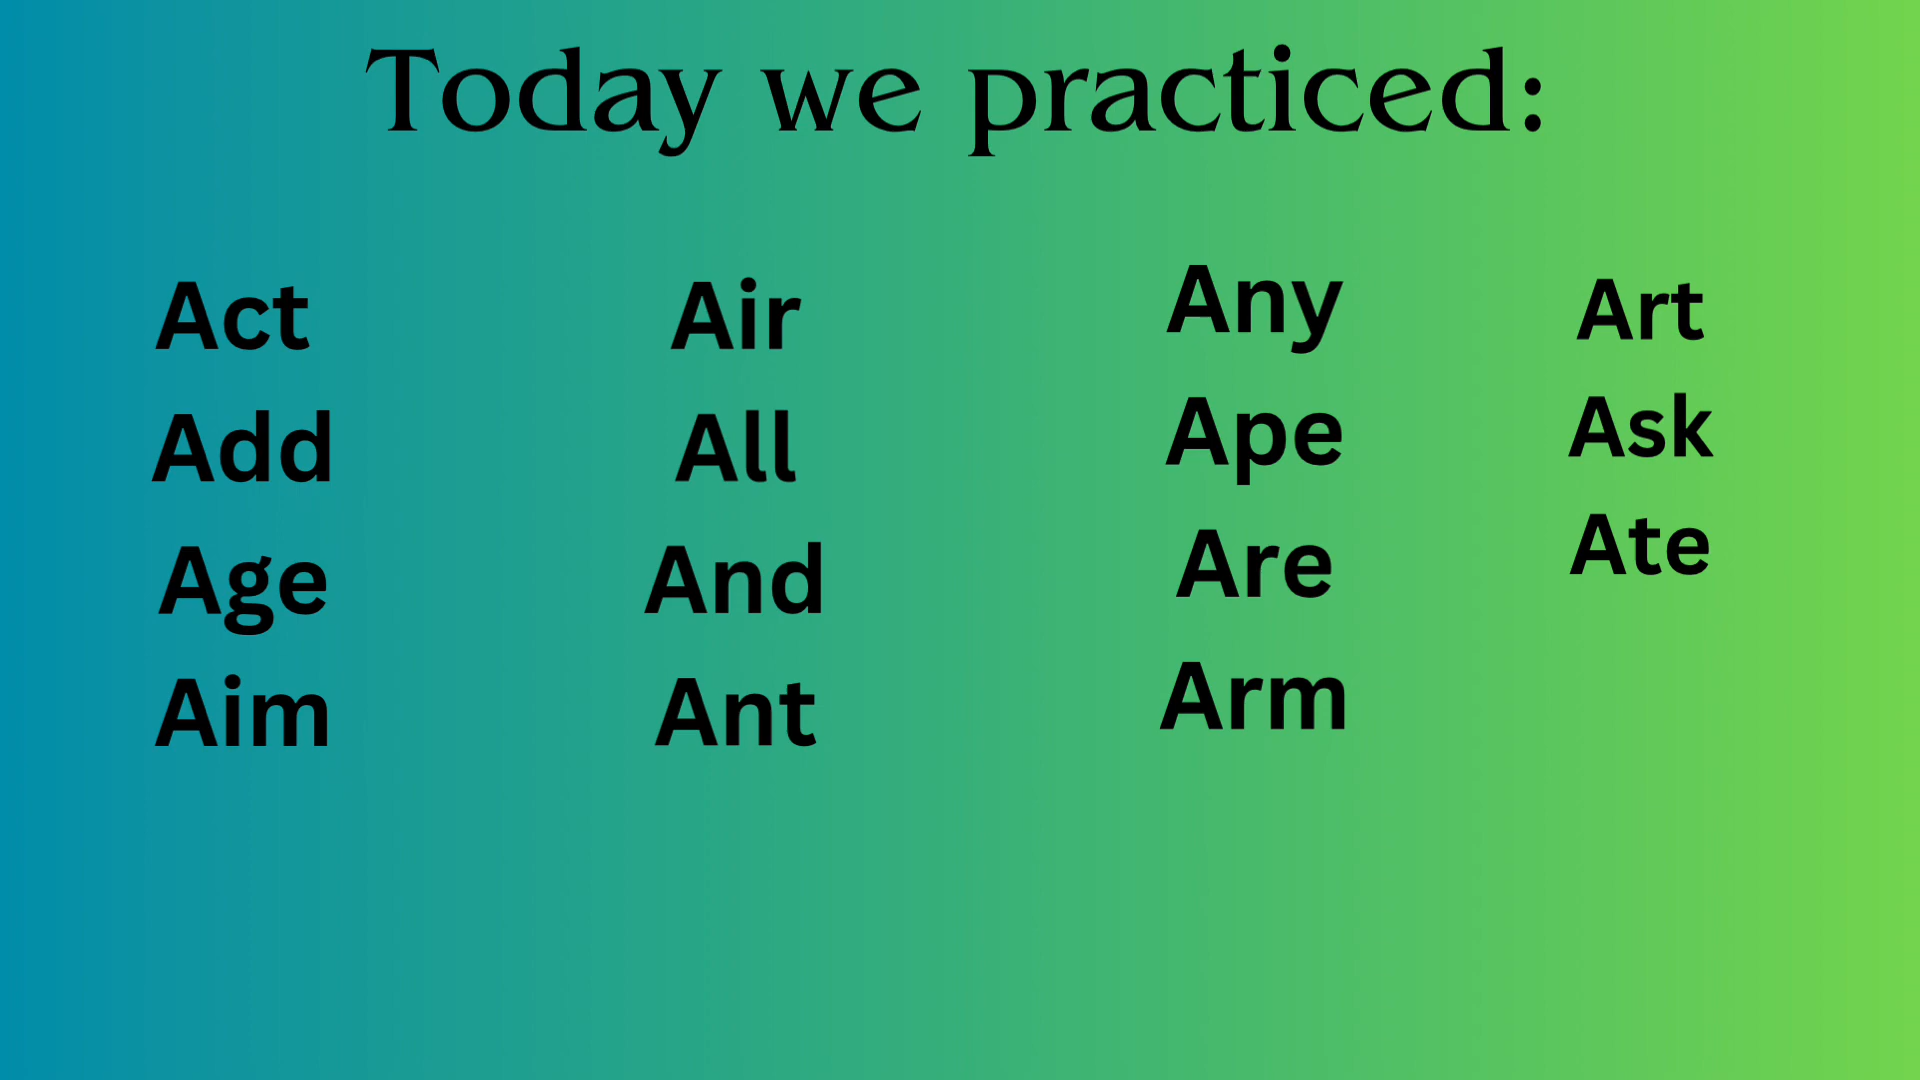 Today we practiced:
Act
Add
Age
Aim
Air
All
And
Ant
Any
Ape
Are
Arm
Art
Ask
Ate